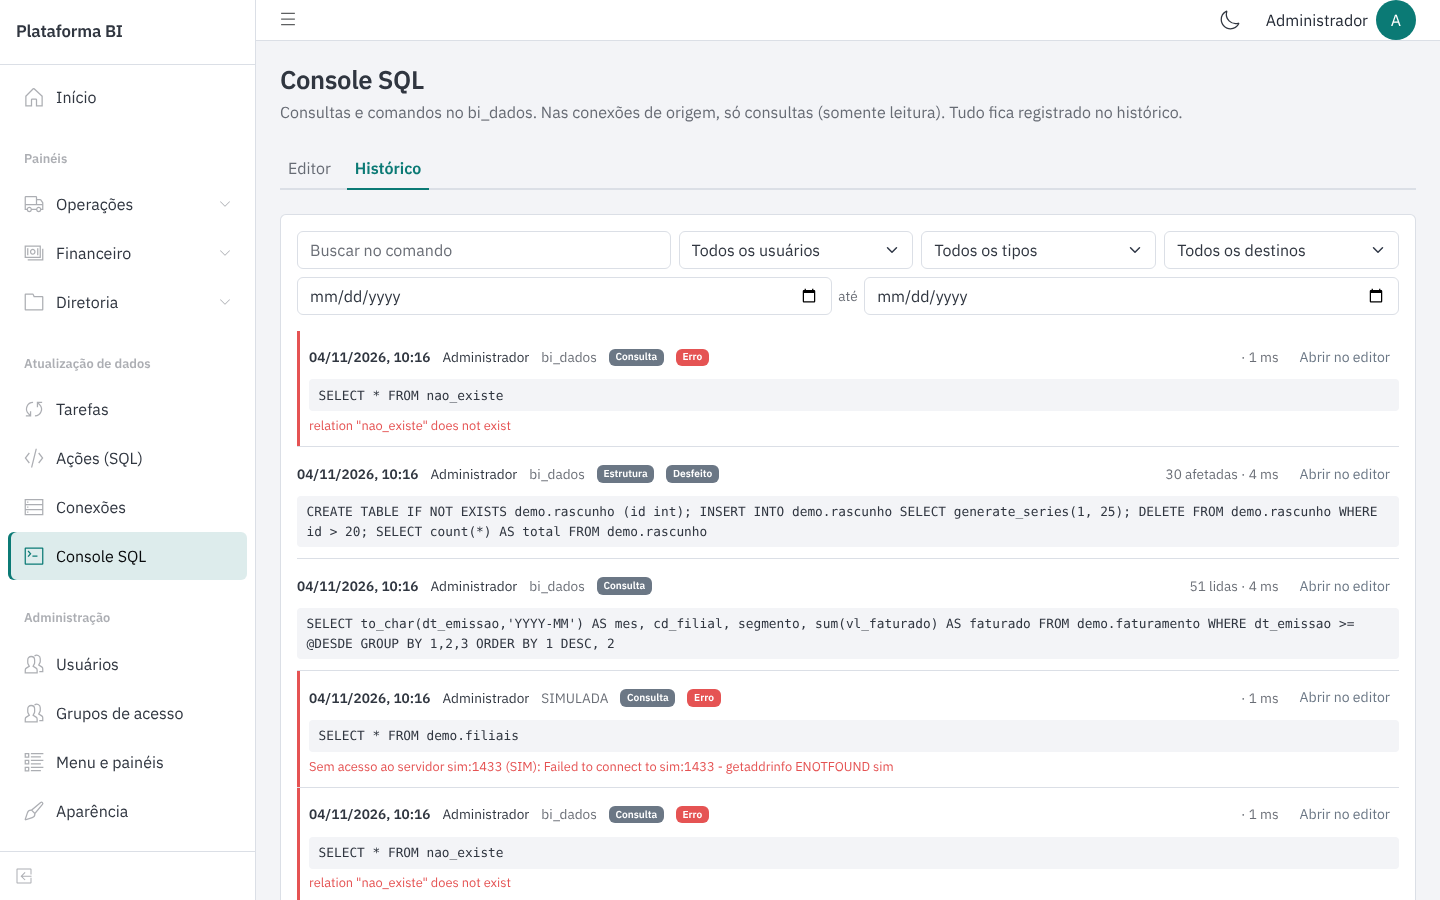 Plataforma BI
Administrador
A
Início
Painéis
Operações
Financeiro
Diretoria
Atualização de dados
Tarefas
Ações (SQL)
Conexões
Console SQL
Administração
Usuários
Grupos de acesso
Menu e painéis
Aparência
Console SQL
Consultas e comandos no bi_dados. Nas conexões de origem, só consultas (somente leitura). Tudo fica registrado no histórico.
Editor Histórico
Buscar no comando Todos os usuários Todos os tipos Todos os destinos
mm/dd/yyyy até mm/dd/yyyy
04/11/2026, 10:16 Administrador bi_dados Consulta Erro · 1 ms Abrir no editor
SELECT * FROM nao_existe
relation "nao_existe" does not exist
04/11/2026, 10:16 Administrador bi_dados Estrutura Desfeito 30 afetadas · 4 ms Abrir no editor
CREATE TABLE IF NOT EXISTS demo.rascunho (id int); INSERT INTO demo.rascunho SELECT generate_series(1, 25); DELETE FROM demo.rascunho WHERE
id > 20; SELECT count(*) AS total FROM demo.rascunho
04/11/2026, 10:16 Administrador bi_dados Consulta 51 lidas · 4 ms Abrir no editor
SELECT to_char(dt_emissao,'YYYY-MM') AS mes, cd_filial, segmento, sum(vl_faturado) AS faturado FROM demo.faturamento WHERE dt_emissao >=
@DESDE GROUP BY 1,2,3 ORDER BY 1 DESC, 2
04/11/2026, 10:16 Administrador SIMULADA Consulta Erro · 1 ms Abrir no editor
SELECT * FROM demo.filiais
Sem acesso ao servidor sim:1433 (SIM): Failed to connect to sim:1433 - getaddrinfo ENOTFOUND sim
04/11/2026, 10:16 Administrador bi_dados Consulta Erro · 1 ms Abrir no editor
SELECT * FROM nao_existe
relation "nao_existe" does not exist